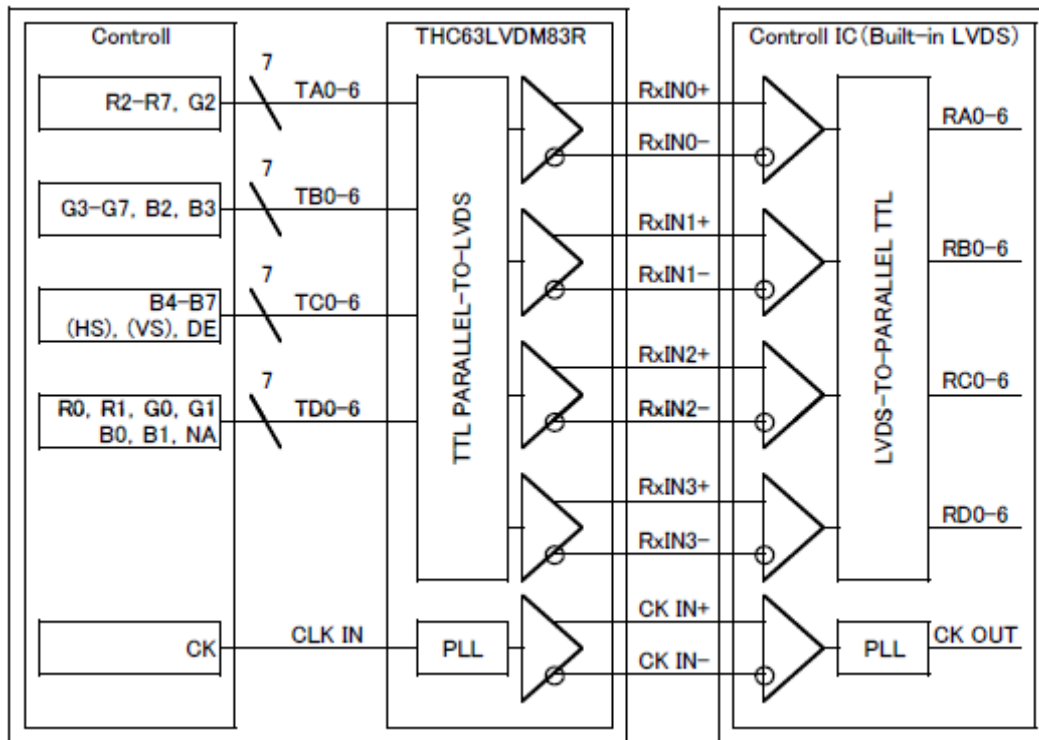 Controll
THC63LVDM83R
Controll IC(Built-in LVDS)
R2-R7, G2
7
TA0-6
G3-G7, B2, B3
7
TB0-6
B4-B7
(HS), (VS), DE
7
TC0-6
R0, R1, G0, G1
B0, B1, NA
7
TD0-6
CK
CLK IN
TTL PARALLEL-TO-LVDS
PLL
RxIN0+
RxIN0-
RxIN1+
RxIN1-
RxIN2+
RxIN2-
RxIN3+
RxIN3-
CK IN+
CK IN-
LVDS-TO-PARALLEL TTL
PLL
RA0-6
RB0-6
RC0-6
RD0-6
CK OUT